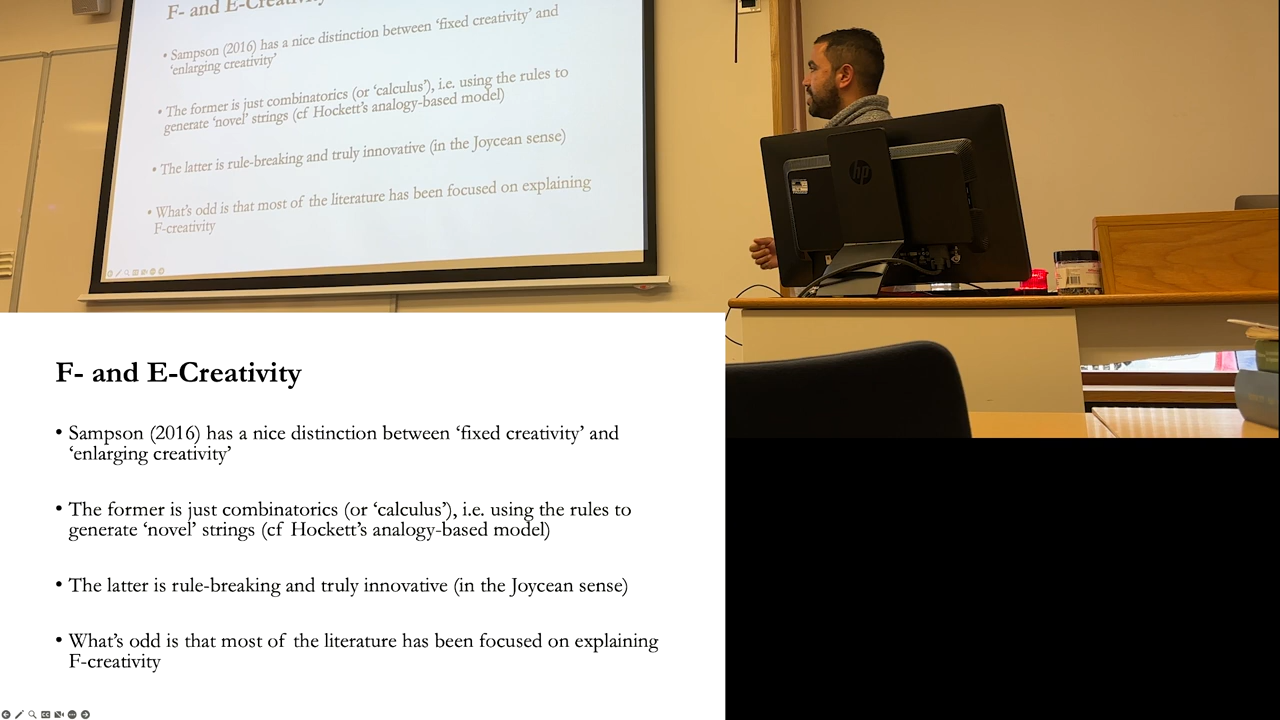 F- and E-Creativity
• Sampson (2016) has a nice distinction between ‘fixed creativity’ and
‘enlarging creativity’
• The former is just combinatorics (or ‘calculus’), i.e. using the rules to
generate ‘novel’ strings (cf Hockett’s analogy-based model)
• The latter is rule-breaking and truly innovative (in the Joycean sense)
• What’s odd is that most of the literature has been focused on explaining
F-creativity
hp
F- and E-Creativity
• Sampson (2016) has a nice distinction between ‘fixed creativity’ and
‘enlarging creativity’
• The former is just combinatorics (or ‘calculus’), i.e. using the rules to
generate ‘novel’ strings (cf Hockett’s analogy-based model)
• The latter is rule-breaking and truly innovative (in the Joycean sense)
• What’s odd is that most of the literature has been focused on explaining
F-creativity